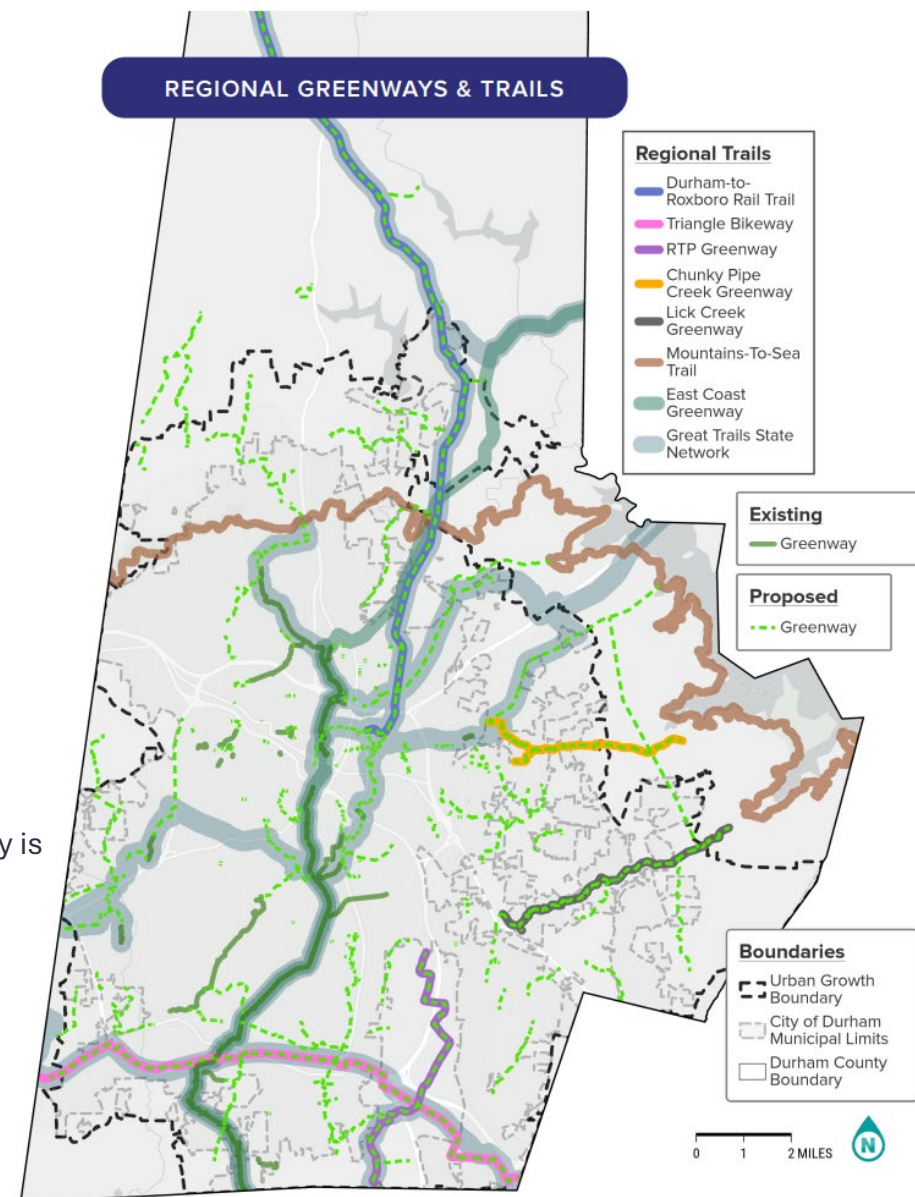 REGIONAL GREENWAYS & TRAILS
Regional Trails
Durham-to-
Roxboro Rail Trail
Triangle Bikeway
RTP Greenway
Chunky Pipe
Creek Greenway
Lick Creek
Greenway
Mountains-To-Sea
Trail
East Coast
Greenway
Great Trails State
Network
Existing
Greenway
Proposed
Greenway
y is
Boundaries
Urban Growth
Boundary
City of Durham
Municipal Limits
Durham County
Boundary
0 1 2 MILES
N